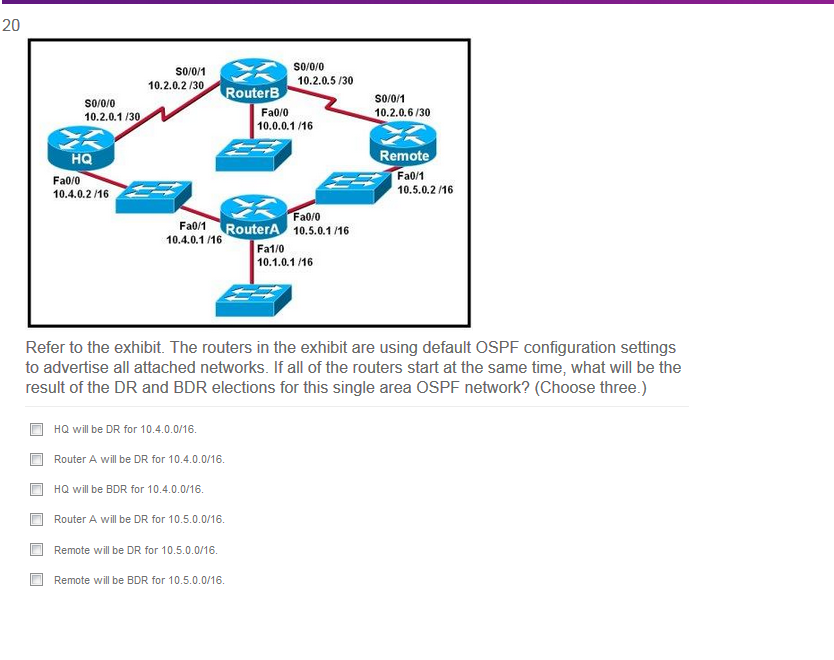 20
S0/0/1
10.2.0.2 /30
S0/0/0
10.2.0.5 /30
RouterB
S0/0/0
10.2.0.1 /30
S0/0/1
10.2.0.6 /30
Fa0/0
10.0.0.1 /16
HQ
Remote
Fa0/0
10.4.0.2 /16
Fa0/1
10.5.0.2 /16
Fa0/1
10.4.0.1 /16
RouterA
Fa0/0
10.5.0.1 /16
Fa1/0
10.1.0.1 /16
Refer to the exhibit. The routers in the exhibit are using default OSPF configuration settings
to advertise all attached networks. If all of the routers start at the same time, what will be the
result of the DR and BDR elections for this single area OSPF network? (Choose three.)
HQ will be DR for 10.4.0.0/16.
Router A will be DR for 10.4.0.0/16.
HQ will be BDR for 10.4.0.0/16.
Router A will be DR for 10.5.0.0/16.
Remote will be DR for 10.5.0.0/16.
Remote will be BDR for 10.5.0.0/16.